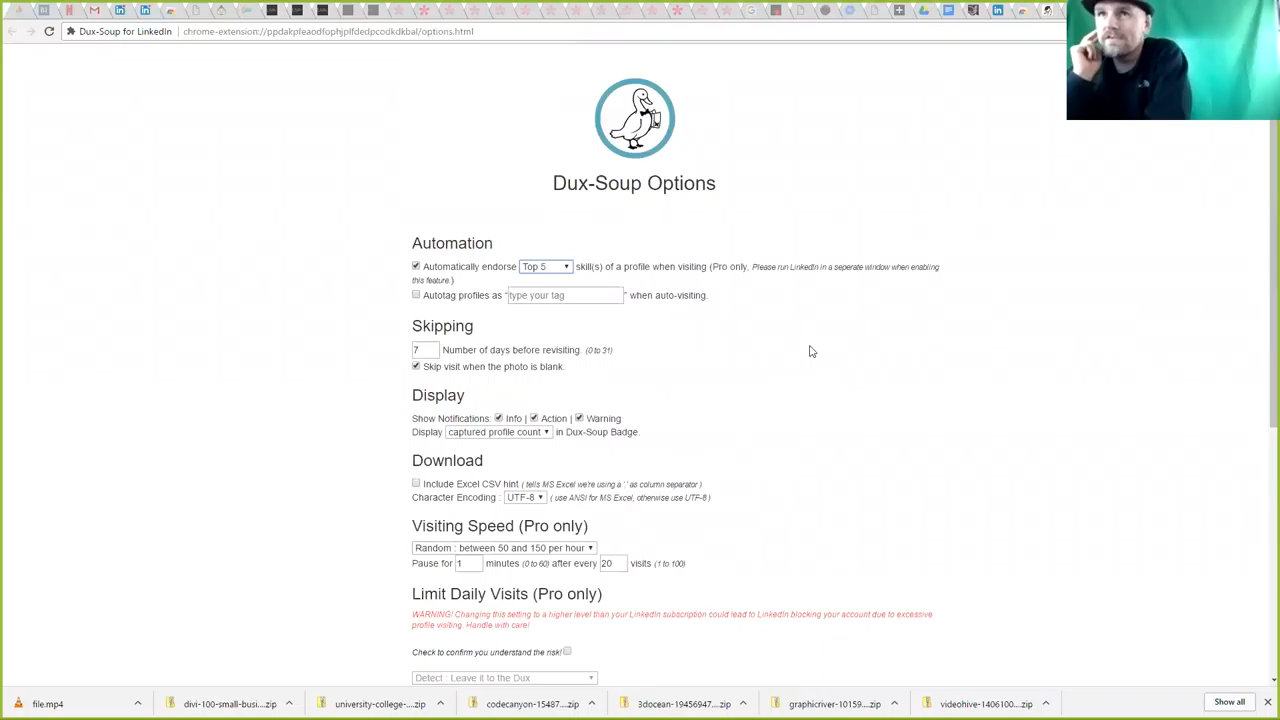 Dux-Soup for LinkedIn | chrome-extension://ppdakpfeaodfophjplfdedpcodkdkbal/options.html
Dux-Soup Options
Automation
Automatically endorse Top 5 skill(s) of a profile when visiting (Pro only, Please run LinkedIn in a seperate window when enabling
this feature.)
Autotag profiles as "type your tag" when auto-visiting.
Skipping
7 Number of days before revisiting. (0 to 31)
Skip visit when the photo is blank.
Display
Show Notifications: Info | Action | Warning
Display captured profile count in Dux-Soup Badge.
Download
Include Excel CSV hint ( tells MS Excel we're using a ',' as column separator )
Character Encoding : UTF-8 ( use ANSI for MS Excel, otherwise use UTF-8 )
Visiting Speed (Pro only)
Random : between 50 and 150 per hour
Pause for 1 minutes (0 to 60) after every 20 visits (1 to 100)
Limit Daily Visits (Pro only)
WARNING! Changing this setting to a higher level than your LinkedIn subscription could lead to LinkedIn blocking your account due to excessive
profile visiting. Handle with care!
Check to confirm you understand the risk!
Detect : Leave it to the Dux
file.mp4 divi-100-small-busi....zip university-college-....zip codecanyon-15487....zip 3docean-19456947....zip graphicriver-10159....zip videohive-1406100....zip Show all